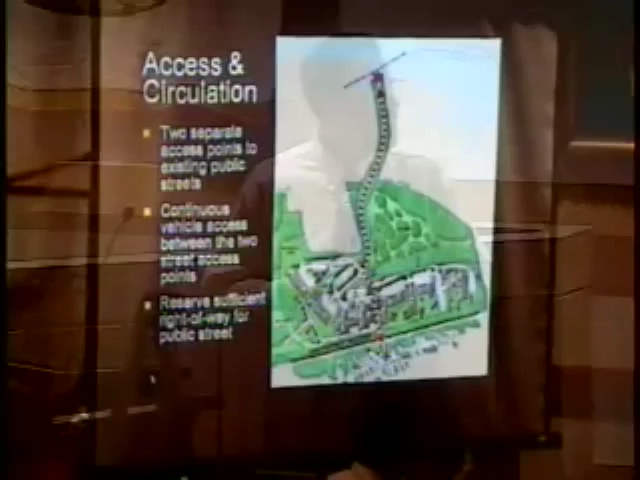 Access &
Circulation
Two separate
access points to
existing public
streets
Continuous
vehicle access
between the two
street access
points
Reserve sufficient
right-of-way for
public street